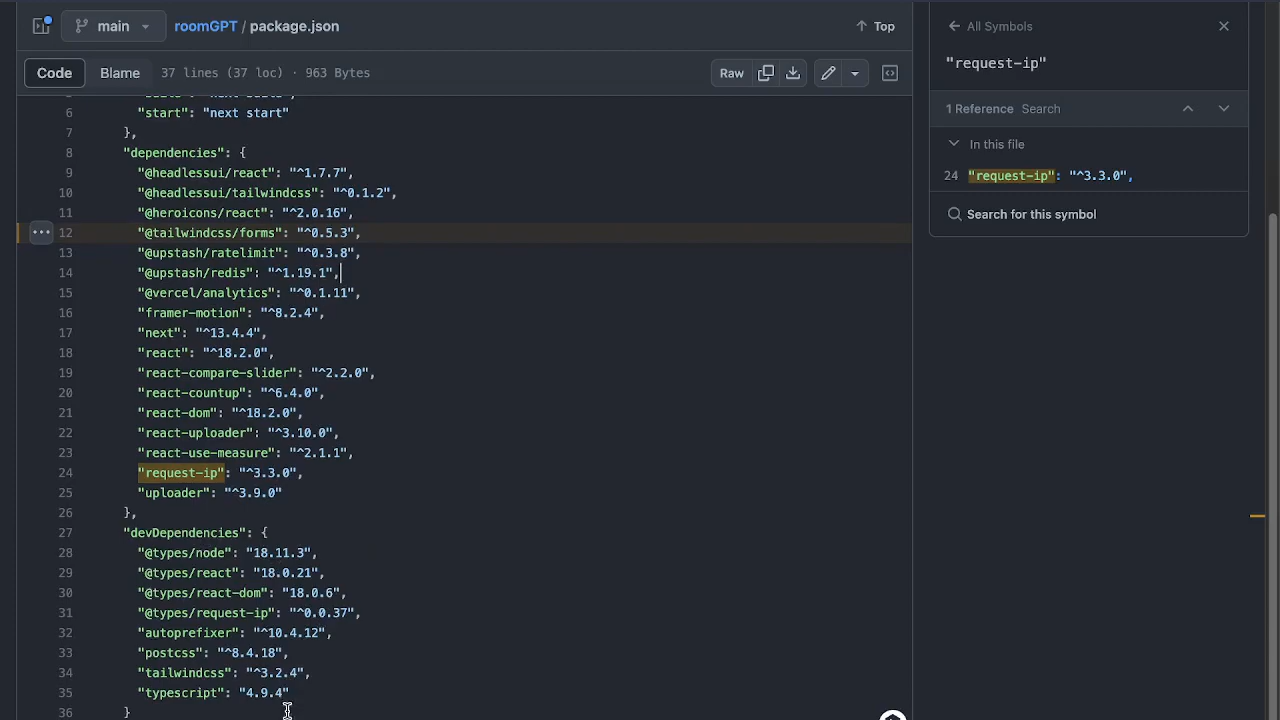 main
roomGPT / package.json
Top
Code
Blame
37 lines (37 loc) · 963 Bytes
Raw
6 "start": "next start"
7 },
8 "dependencies": {
9 "@headlessui/react": "^1.7.7",
10 "@headlessui/tailwindcss": "^0.1.2",
11 "@heroicons/react": "^2.0.16",
12 "@tailwindcss/forms": "^0.5.3",
13 "@upstash/ratelimit": "^0.3.8",
14 "@upstash/redis": "^1.19.1",
15 "@vercel/analytics": "^0.1.11",
16 "framer-motion": "^8.2.4",
17 "next": "^13.4.4",
18 "react": "^18.2.0",
19 "react-compare-slider": "^2.2.0",
20 "react-countup": "^6.4.0",
21 "react-dom": "^18.2.0",
22 "react-uploader": "^3.10.0",
23 "react-use-measure": "^2.1.1",
24 "request-ip": "^3.3.0",
25 "uploader": "^3.9.0"
26 },
27 "devDependencies": {
28 "@types/node": "18.11.3",
29 "@types/react": "18.0.21",
30 "@types/react-dom": "18.0.6",
31 "@types/request-ip": "^0.0.37",
32 "autoprefixer": "^10.4.12",
33 "postcss": "^8.4.18",
34 "tailwindcss": "^3.2.4",
35 "typescript": "4.9.4"
36 }
All Symbols
"request-ip"
1 Reference Search
In this file
24 "request-ip": "^3.3.0",
Search for this symbol